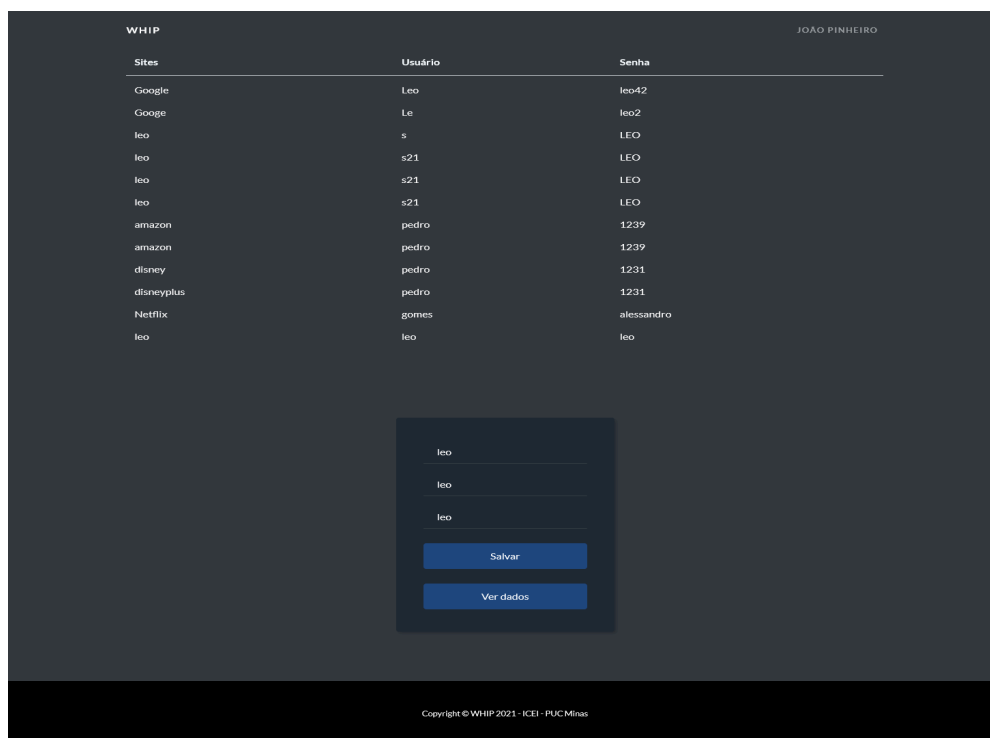 WHIP JOÃO PINHEIRO
Sites Usuário Senha
Google Leo leo42
Googe Le leo2
leo s LEO
leo s21 LEO
leo s21 LEO
leo s21 LEO
amazon pedro 1239
amazon pedro 1239
disney pedro 1231
disneyplus pedro 1231
Netflix gomes alessandro
leo leo leo
leo
leo
leo
Salvar
Ver dados
Copyright © WHIP 2021 - ICEI - PUC Minas